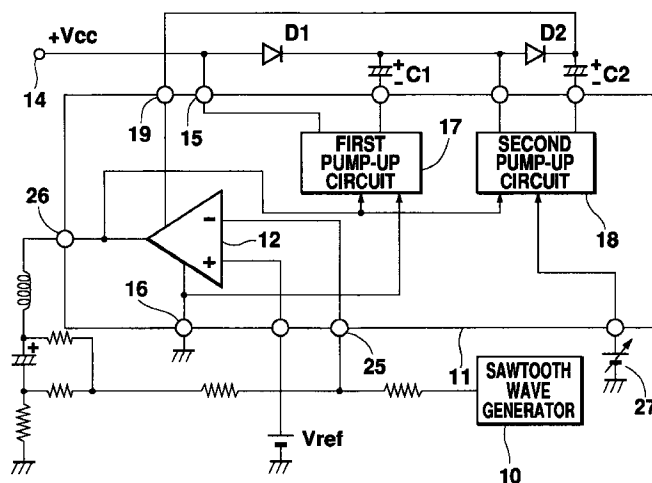 +Vcc
D1
D2
14
19
15
+
-
C1
+
-
C2
FIRST
PUMP-UP
CIRCUIT
17
SECOND
PUMP-UP
CIRCUIT
18
26
-
+
12
16
25
11
+
SAWTOOTH
WAVE
GENERATOR
27
Vref
10